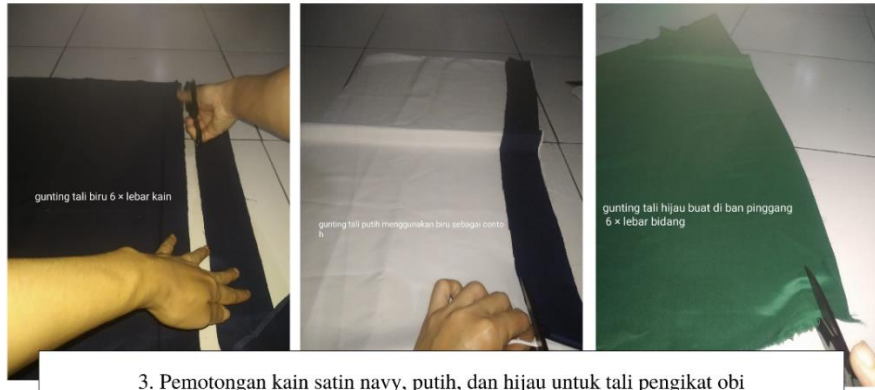 gunting tali biru 6 × lebar kain
gunting tali putih menggunakan biru sebagai conto
h
gunting tali hijau buat di ban pinggang
6 × lebar bidang
3. Pemotongan kain satin navy, putih, dan hijau untuk tali pengikat obi